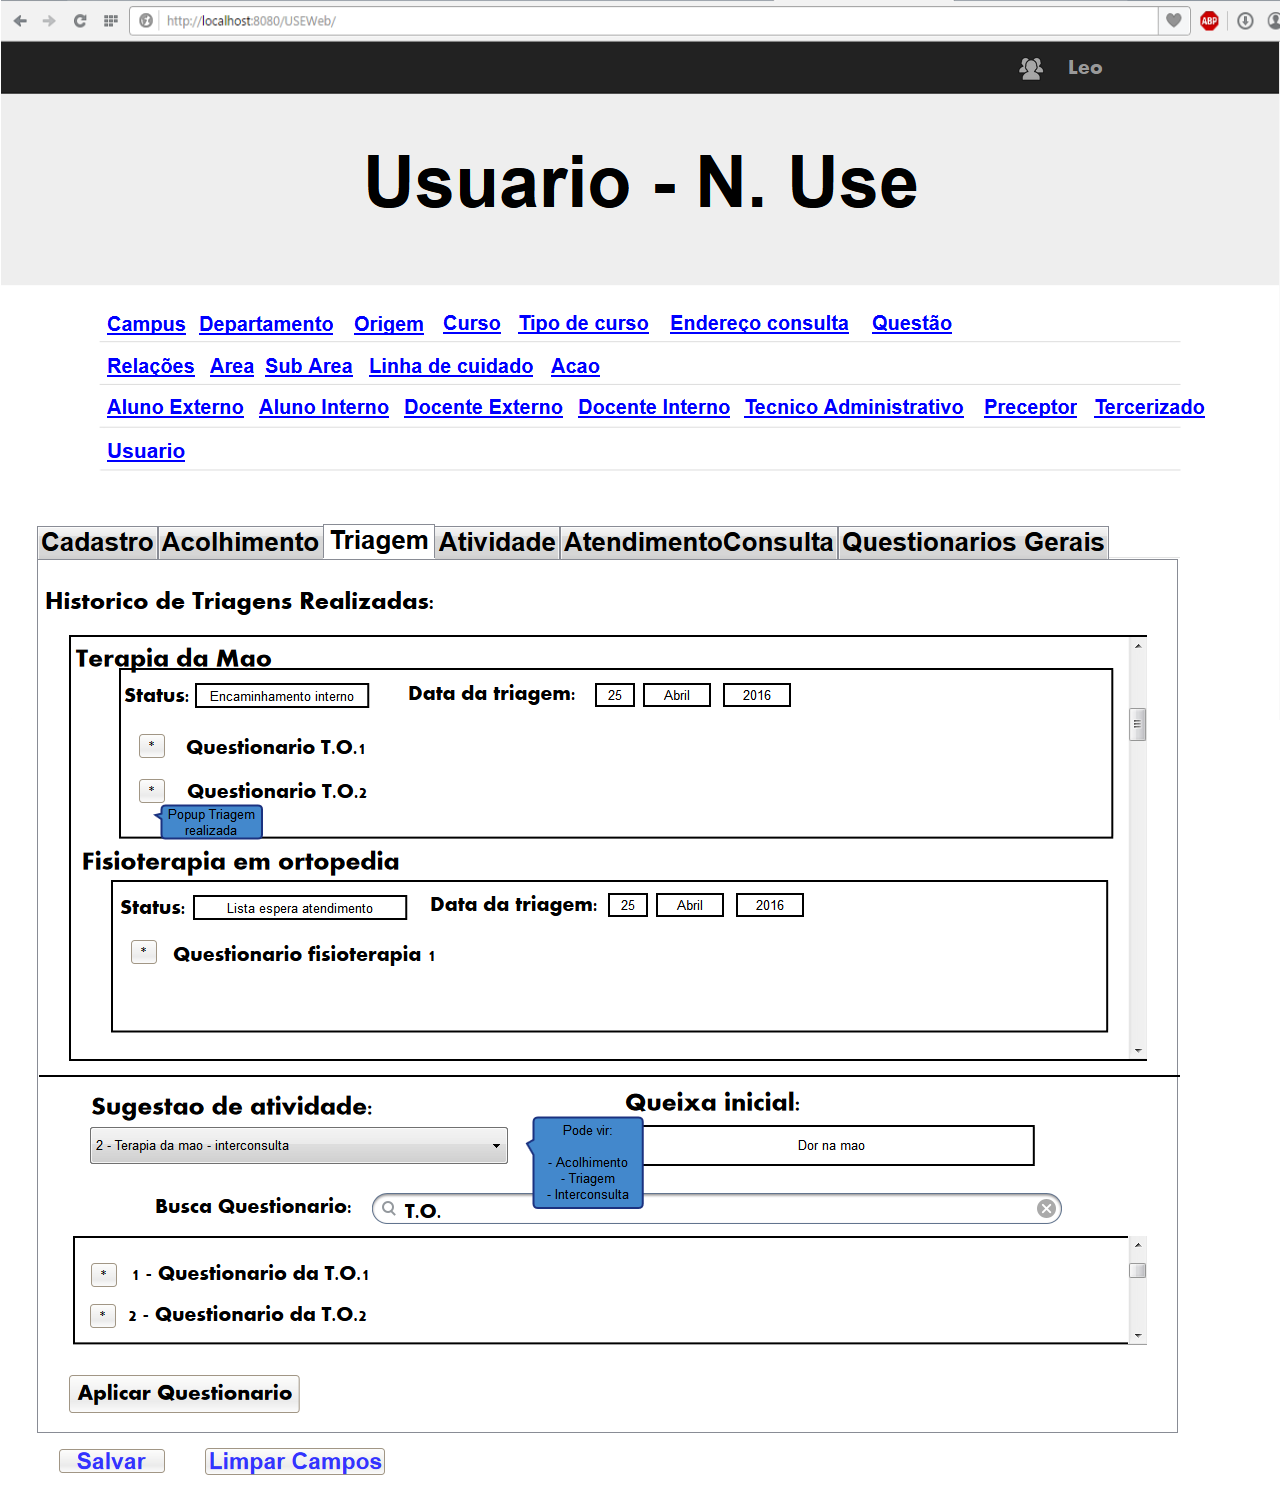 http://localhost:8080/USEWeb/
ABP
Leo
Usuario - N. Use
Campus Departamento Origem Curso Tipo de curso Endereço consulta Questão
Relações Area Sub Area Linha de cuidado Acao
Aluno Externo Aluno Interno Docente Externo Docente Interno Tecnico Administrativo Preceptor Tercerizado
Usuario
Cadastro Acolhimento Triagem Atividade AtendimentoConsulta Questionarios Gerais
Historico de Triagens Realizadas:
Terapia da Mao
Status: Encaminhamento interno Data da triagem: 25 Abril 2016
* Questionario T.O.1
* Questionario T.O.2
Popup Triagem
realizada
Fisioterapia em ortopedia
Status: Lista espera atendimento Data da triagem: 25 Abril 2016
* Questionario fisioterapia 1
Sugestao de atividade: Queixa inicial:
2 - Terapia da mao - interconsulta
Pode vir:
- Acolhimento
- Triagem
- Interconsulta
Dor na mao
Busca Questionario: T.O.
* 1 - Questionario da T.O.1
* 2 - Questionario da T.O.2
Aplicar Questionario
Salvar Limpar Campos